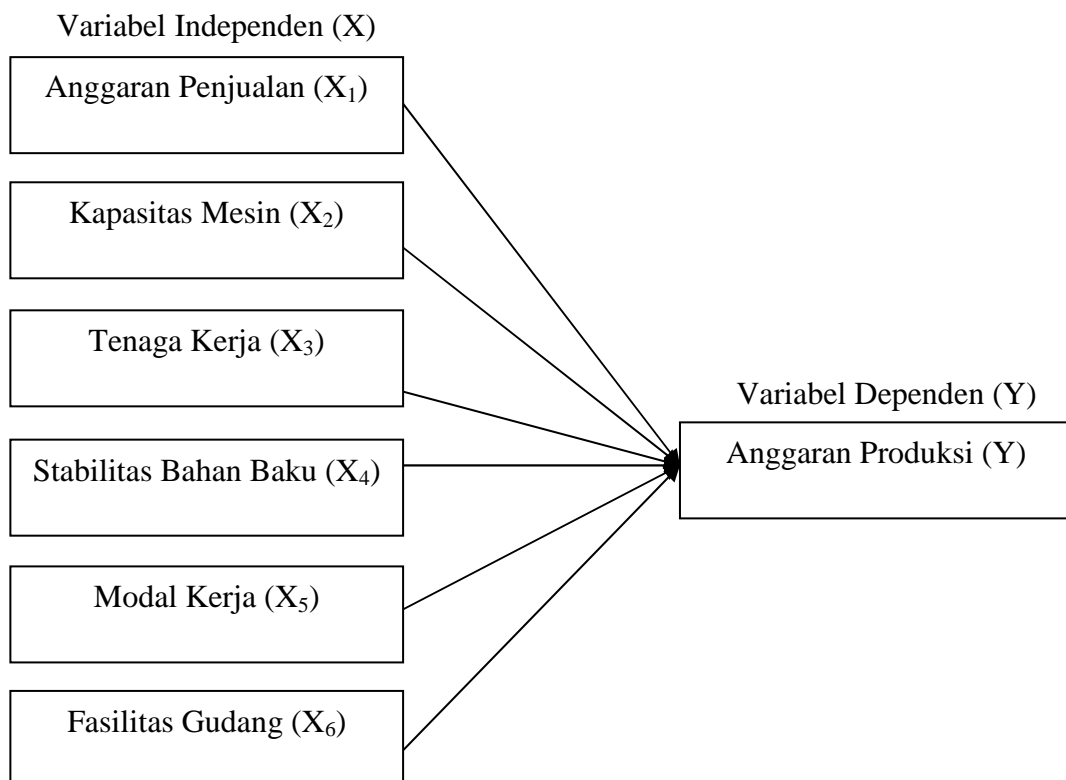 Variabel Independen (X)
Anggaran Penjualan (X₁)
Kapasitas Mesin (X₂)
Tenaga Kerja (X₃)
Variabel Dependen (Y)
Anggaran Produksi (Y)
Stabilitas Bahan Baku (X₄)
Modal Kerja (X₅)
Fasilitas Gudang (X₆)